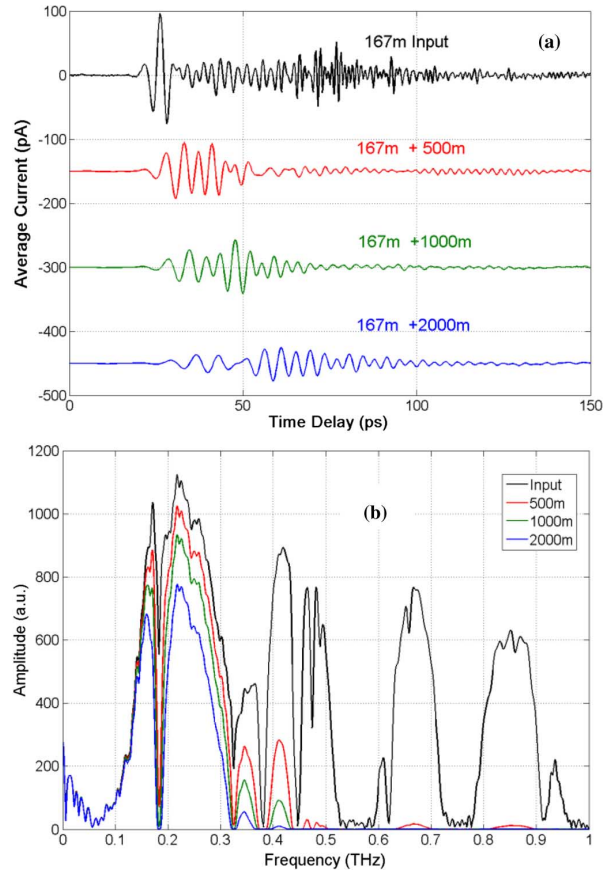 100
0
-100
-200
-300
-400
-500
Average Current (pA)
167m Input
(a)
167m + 500m
167m +1000m
167m +2000m
0
50
100
150
Time Delay (ps)
1200
1000
800
600
400
200
0
Amplitude (a.u.)
(b)
Input
500m
1000m
2000m
0
0.1
0.2
0.3
0.4
0.5
0.6
0.7
0.8
0.9
1
Frequency (THz)